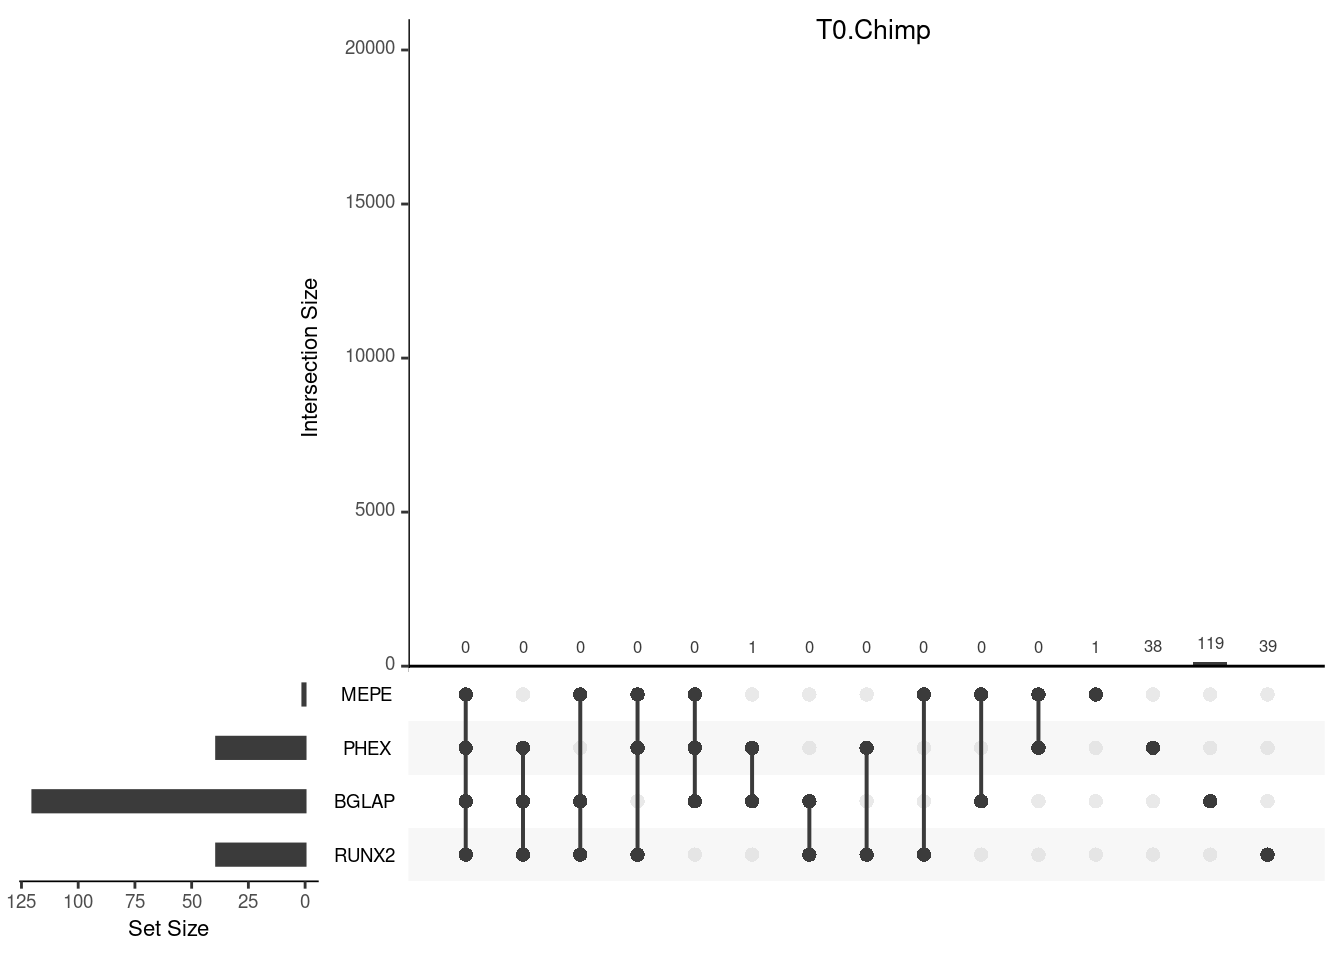 T0.Chimp
20000
15000
10000
5000
0
Intersection Size
0 0 0 0 0 1 0 0 0 0 0 1 38 119 39
MEPE
PHEX
BGLAP
RUNX2
125 100 75 50 25 0
Set Size